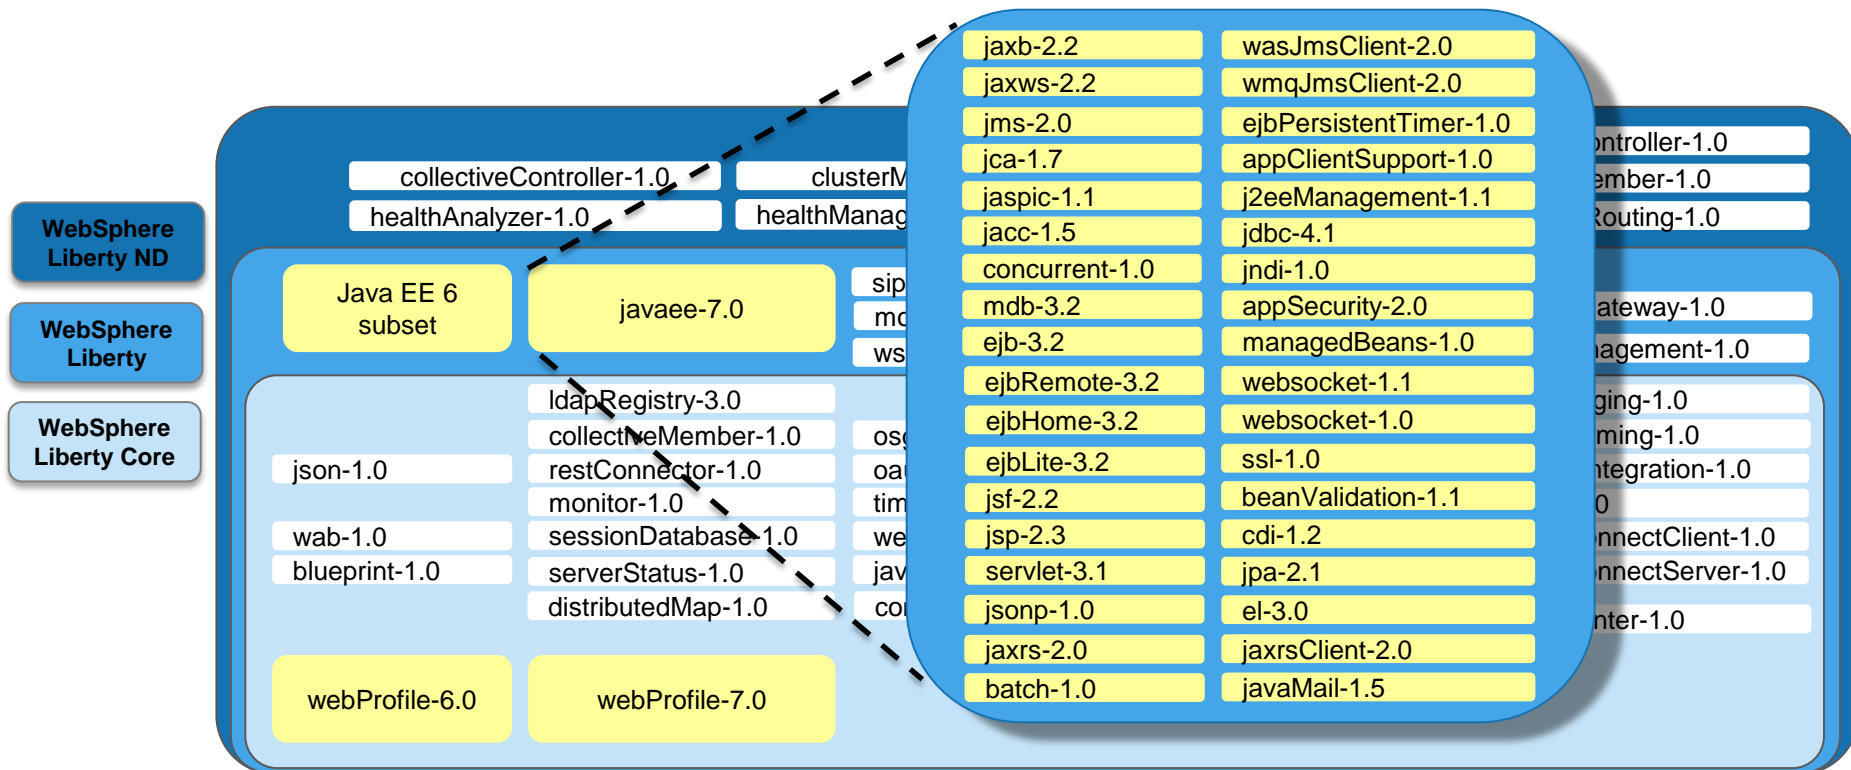 WebSphere
Liberty ND
WebSphere
Liberty
WebSphere
Liberty Core
collectiveController-1.0
healthAnalyzer-1.0
Java EE 6
subset
javaee-7.0
ldapRegistry-3.0
collectiveMember-1.0
json-1.0
restConnector-1.0
monitor-1.0
wab-1.0
sessionDatabase-1.0
blueprint-1.0
serverStatus-1.0
distributedMap-1.0
webProfile-6.0
webProfile-7.0
jaxb-2.2
jaxws-2.2
jms-2.0
jca-1.7
jaspic-1.1
jacc-1.5
concurrent-1.0
mdb-3.2
ejb-3.2
ejbRemote-3.2
ejbHome-3.2
ejbLite-3.2
jsf-2.2
jsp-2.3
servlet-3.1
jsonp-1.0
jaxrs-2.0
batch-1.0
wasJmsClient-2.0
wmqJmsClient-2.0
ejbPersistentTimer-1.0
appClientSupport-1.0
j2eeManagement-1.1
jdbc-4.1
jndi-1.0
appSecurity-2.0
managedBeans-1.0
websocket-1.1
websocket-1.0
ssl-1.0
beanValidation-1.1
cdi-1.2
jpa-2.1
el-3.0
jaxrsClient-2.0
javaMail-1.5